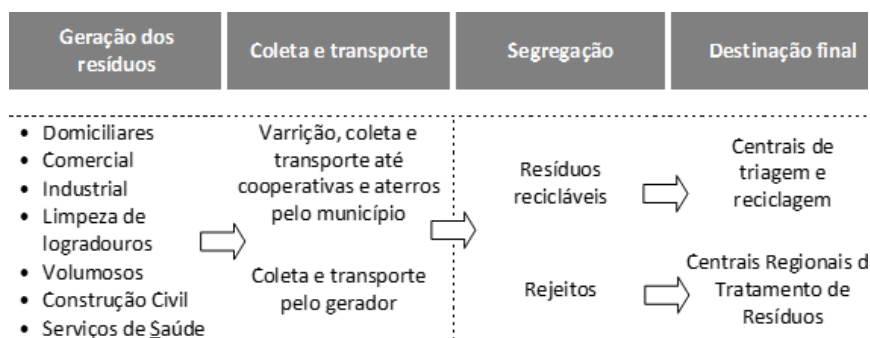 Geração dos
resíduos
Coleta e transporte
Segregação
Destinação final
• Domiciliares
• Comercial
• Industrial
• Limpeza de
logradouros
• Volumosos
• Construção Civil
• Serviços de Saúde
Varrição, coleta e
transporte até
cooperativas e aterros
pelo município
Coleta e transporte
pelo gerador
Resíduos
recicláveis
Rejeitos
Centrais de
triagem e
reciclagem
Centrais Regionais d
Tratamento de
Resíduos